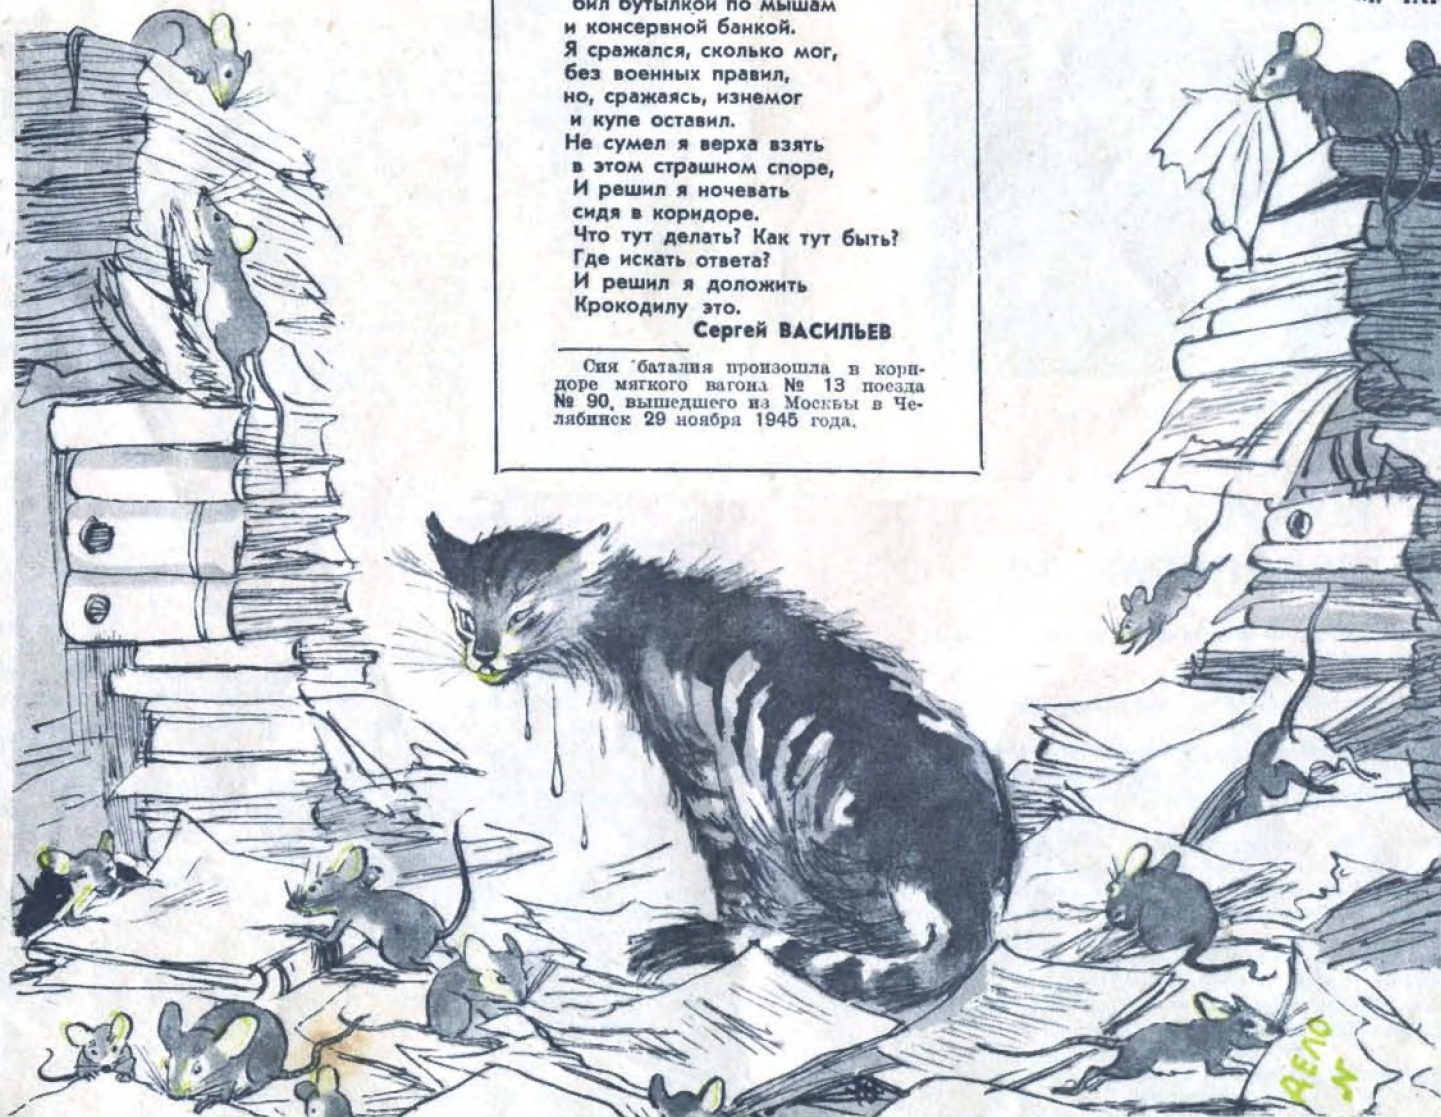 бил бутылкой по мышам
и консервной банкой.
Я сражался, сколько мог,
без военных правил,
но, сражаясь, изнемог
и купе оставил.
Не сумел я верха взять
в этом страшном споре,
И решил я ночевать
сидя в коридоре.
Что тут делать? Как тут быть?
Где искать ответа?
И решил я доложить
Крокодилу это.
Сергей ВАСИЛЬЕВ
Сия баталия произошла в кори-
доре мягкого вагона № 13 поезда
№ 90, вышедшего из Москвы в Че-
лябинск 29 ноября 1945 года.
ДЕЛО
N